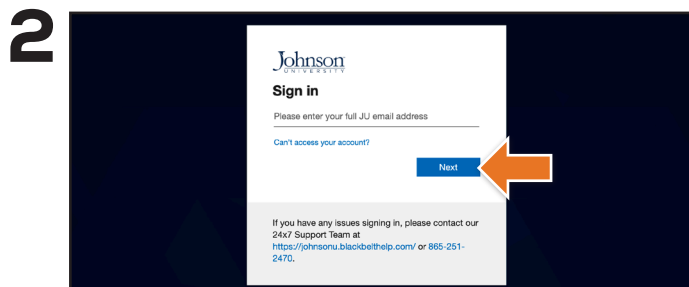 2
Johnson
UNIVERSITY
Sign in
Please enter your full JU email address
Can't access your account?
Next
If you have any issues signing in, please contact our
24x7 Support Team at
https://johnsonu.blackbelthelp.com/ or 865-251-
2470.